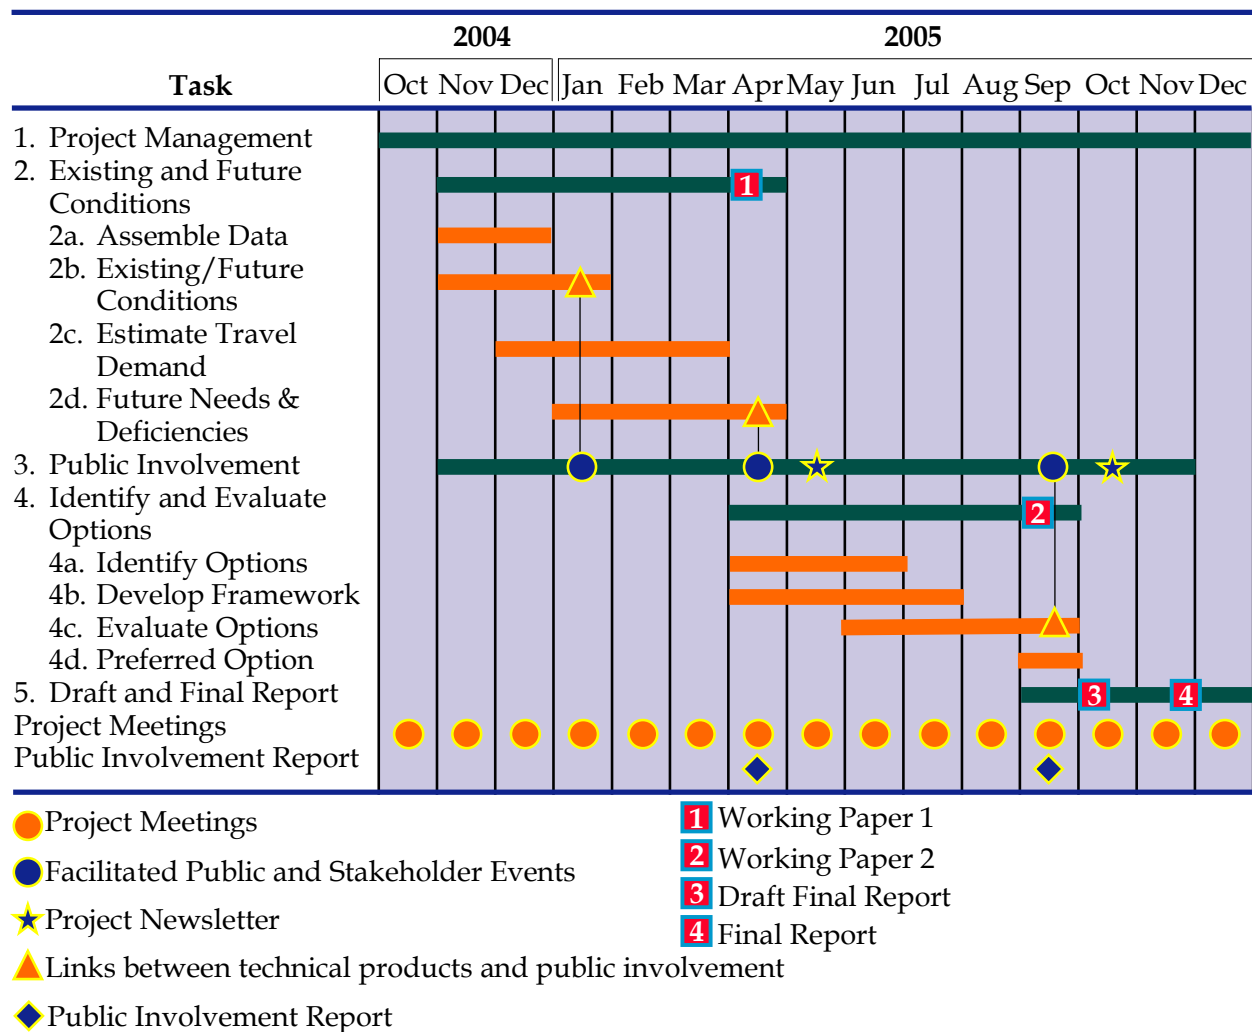 2004 2005
Task Oct Nov Dec Jan Feb Mar Apr May Jun Jul Aug Sep Oct Nov Dec
1. Project Management
2. Existing and Future
Conditions
1
2a. Assemble Data
2b. Existing/Future
Conditions
2c. Estimate Travel
Demand
2d. Future Needs &
Deficiencies
3. Public Involvement
4. Identify and Evaluate
Options
2
4a. Identify Options
4b. Develop Framework
4c. Evaluate Options
4d. Preferred Option
5. Draft and Final Report 3 4
Project Meetings
Public Involvement Report
Project Meetings
Facilitated Public and Stakeholder Events
Project Newsletter
Links between technical products and public involvement
Public Involvement Report
1 Working Paper 1
2 Working Paper 2
3 Draft Final Report
4 Final Report